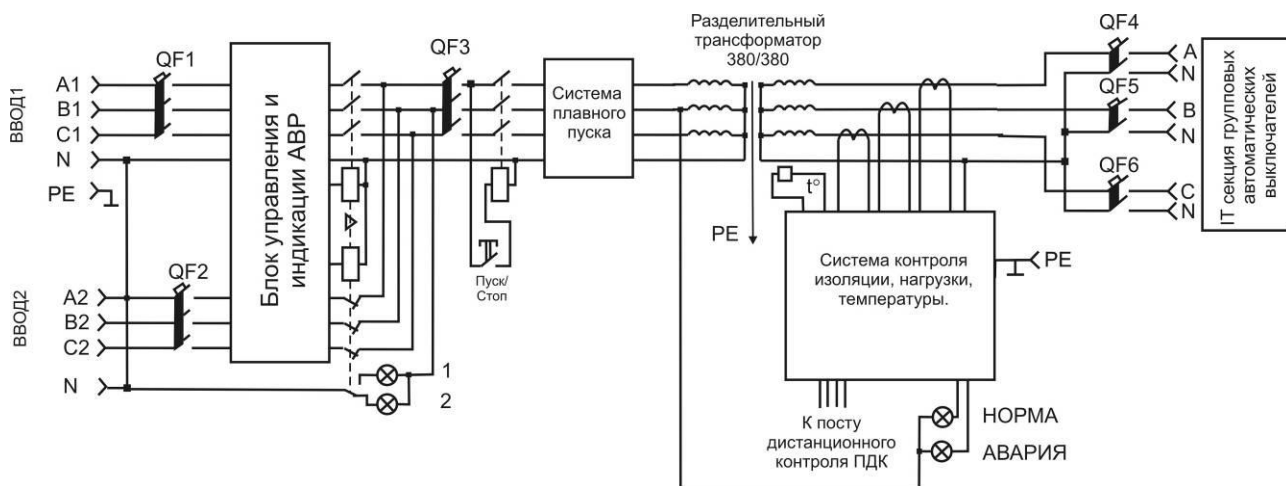 ВВОД1
A1
B1
C1
N
PE
QF1
ВВОД2
A2
B2
C2
N
QF2
Блок управления и
индикации АВР
1
2
QF3
Пуск/
Стоп
Система
плавного
пуска
Разделительный
трансформатор
380/380
PE
t°
Система контроля
изоляции, нагрузки,
температуры.
PE
К посту
дистанционного
контроля ПДК
НОРМА
АВАРИЯ
QF4
A
N
QF5
B
N
QF6
C
N
IT секция групповых
автоматических
выключателей